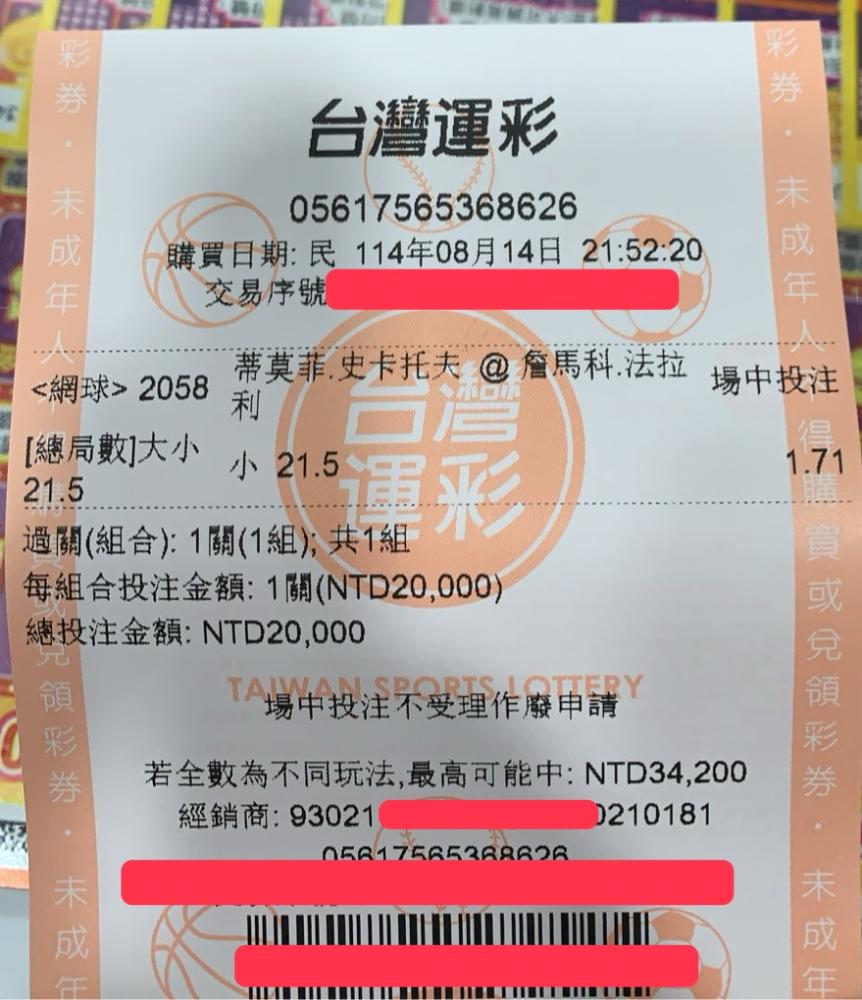 台灣運彩
05617565368626
購買日期: 民 114年08月14日 21:52:20
交易序號
<網球> 2058 蒂莫菲.史卡托夫 @ 詹馬科.法拉利 場中投注
[總局數]大小 21.5 小 21.5 1.71
過關(組合): 1關(1組); 共1組
每組合投注金額: 1關(NTD20,000)
總投注金額: NTD20,000
TAIWAN SPORTS LOTTERY
場中投注不受理作廢申請
若全數為不同玩法,最高可能中: NTD34,200
經銷商: 93021 0210181
05617565368626
台灣運彩
彩券・未成年人 購買或兌領彩券・未成年
彩券・未成年人 得購買或兌領彩券・未成年